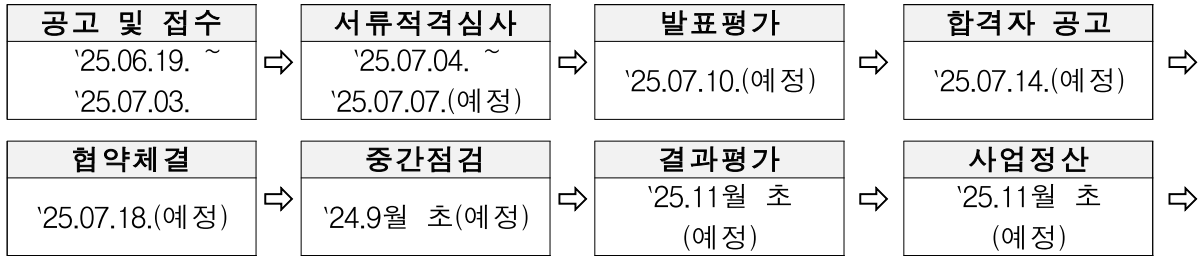 공고 및 접수
‵25.06.19. ~
‵25.07.03.
⇨
서류적격심사
‵25.07.04. ~
‵25.07.07.(예정)
⇨
발표평가
‵25.07.10.(예정)
⇨
합격자 공고
‵25.07.14.(예정)
⇨
협약체결
‵25.07.18.(예정)
⇨
중간점검
‵24.9월 초(예정)
⇨
결과평가
‵25.11월 초
(예정)
⇨
사업정산
‵25.11월 초
(예정)
⇨